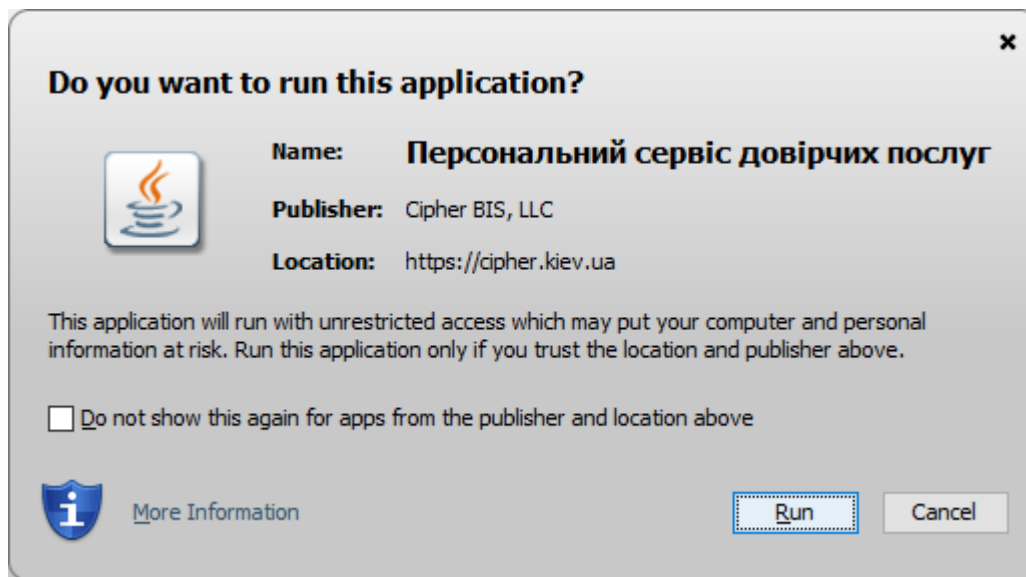 Do you want to run this application?
Name: Персональний сервіс довірчих послуг
Publisher: Cipher BIS, LLC
Location: https://cipher.kiev.ua
This application will run with unrestricted access which may put your computer and personal
information at risk. Run this application only if you trust the location and publisher above.
Do not show this again for apps from the publisher and location above
More Information
Run Cancel